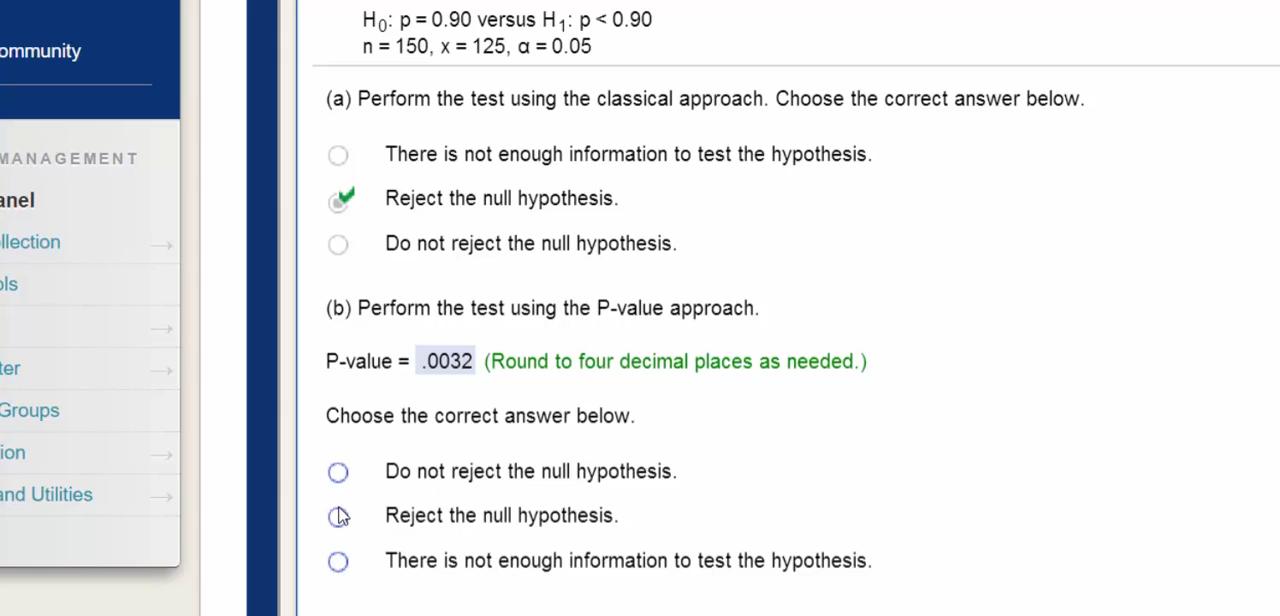 H0: p = 0.90 versus H1: p < 0.90
n = 150, x = 125, α = 0.05
(a) Perform the test using the classical approach. Choose the correct answer below.
There is not enough information to test the hypothesis.
Reject the null hypothesis.
Do not reject the null hypothesis.
(b) Perform the test using the P-value approach.
P-value = .0032 (Round to four decimal places as needed.)
Choose the correct answer below.
Do not reject the null hypothesis.
Reject the null hypothesis.
There is not enough information to test the hypothesis.
ommunity
MANAGEMENT
anel
llection
ols
ter
Groups
ion
and Utilities